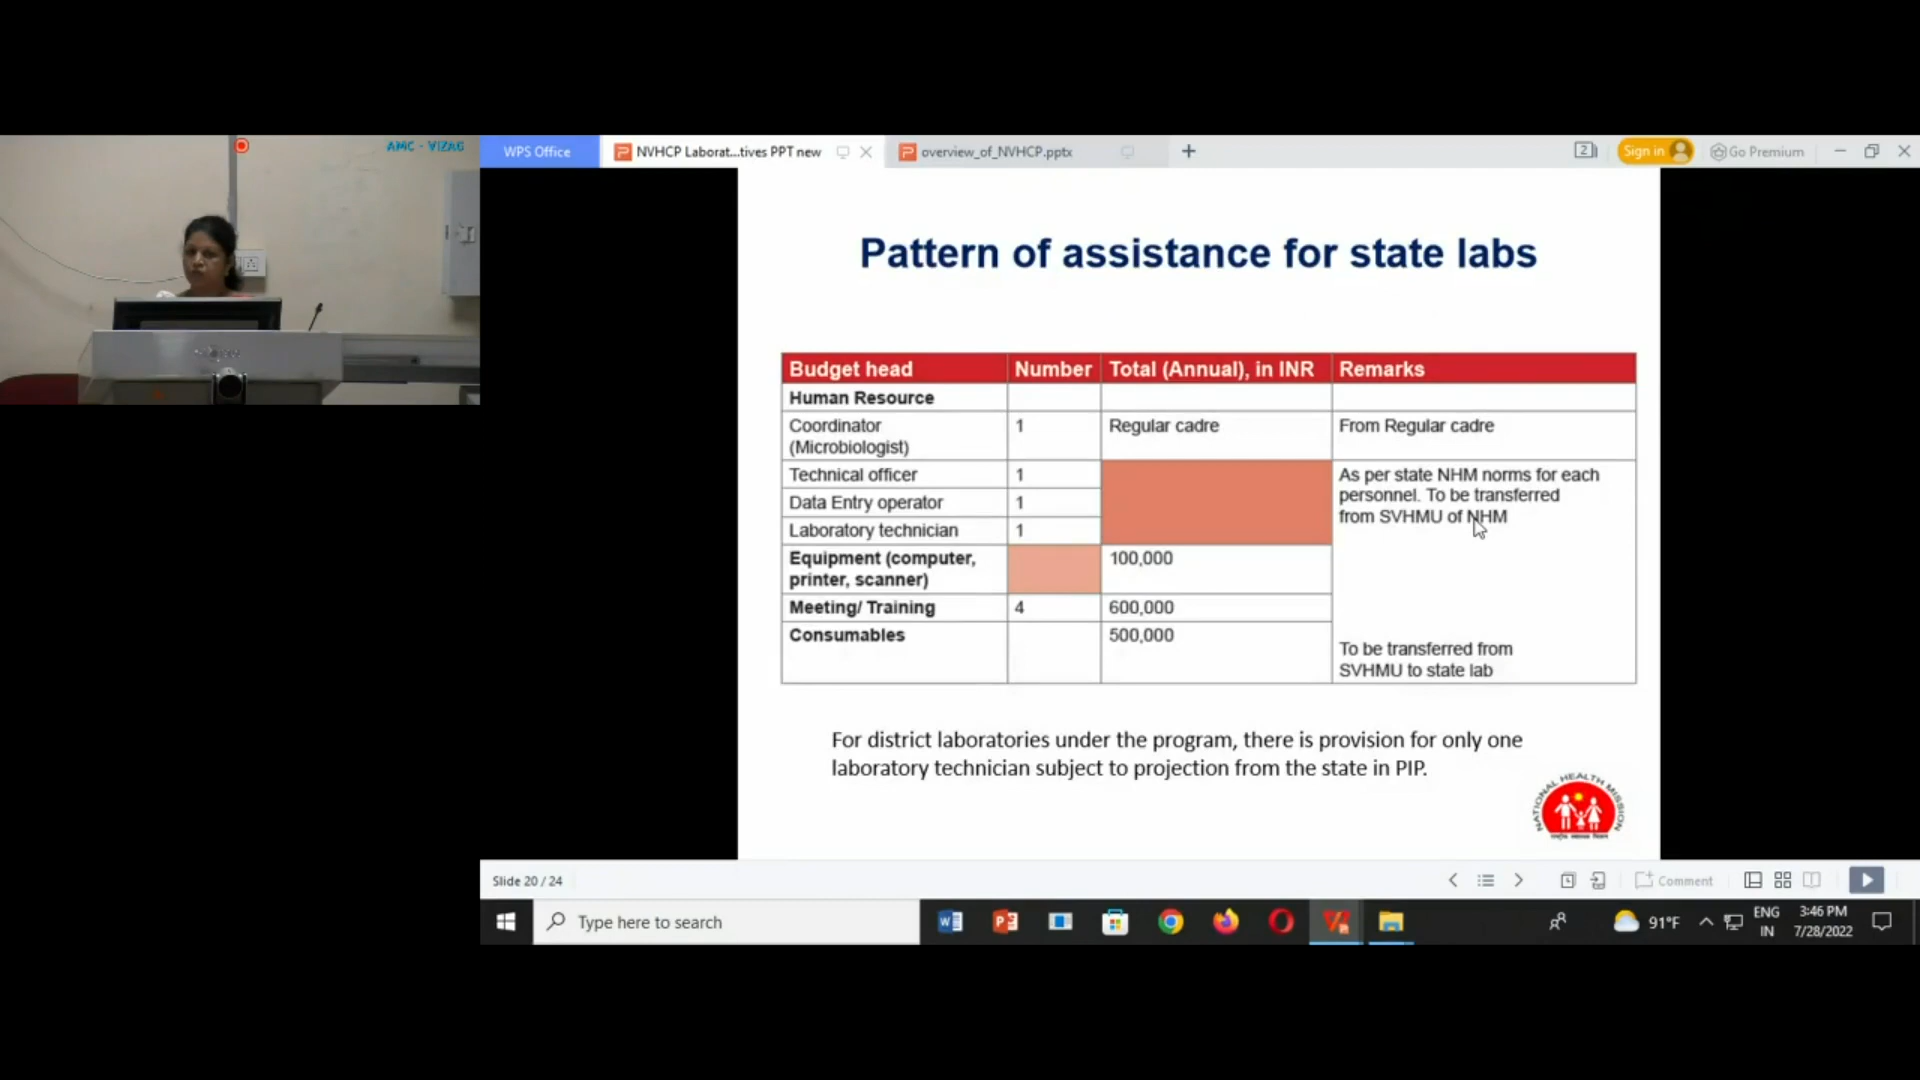 AMC - VIZAG
WPS Office
NVHCP Laborat...tives PPT new
overview_of_NVHCP.pptx
2
Sign in
Go Premium
Pattern of assistance for state labs
Budget head Number Total (Annual), in INR Remarks
Human Resource
Coordinator (Microbiologist) 1 Regular cadre From Regular cadre
Technical officer 1
As per state NHM norms for each
personnel. To be transferred
from SVHMU of NHM
Data Entry operator 1
Laboratory technician 1
Equipment (computer,
printer, scanner) 100,000
Meeting/ Training 4 600,000
Consumables 500,000
To be transferred from
SVHMU to state lab
For district laboratories under the program, there is provision for only one
laboratory technician subject to projection from the state in PIP.
NATIONAL HEALTH MISSION
Slide 20 / 24
Comment
Type here to search
91°F
ENG
IN
3:46 PM
7/28/2022